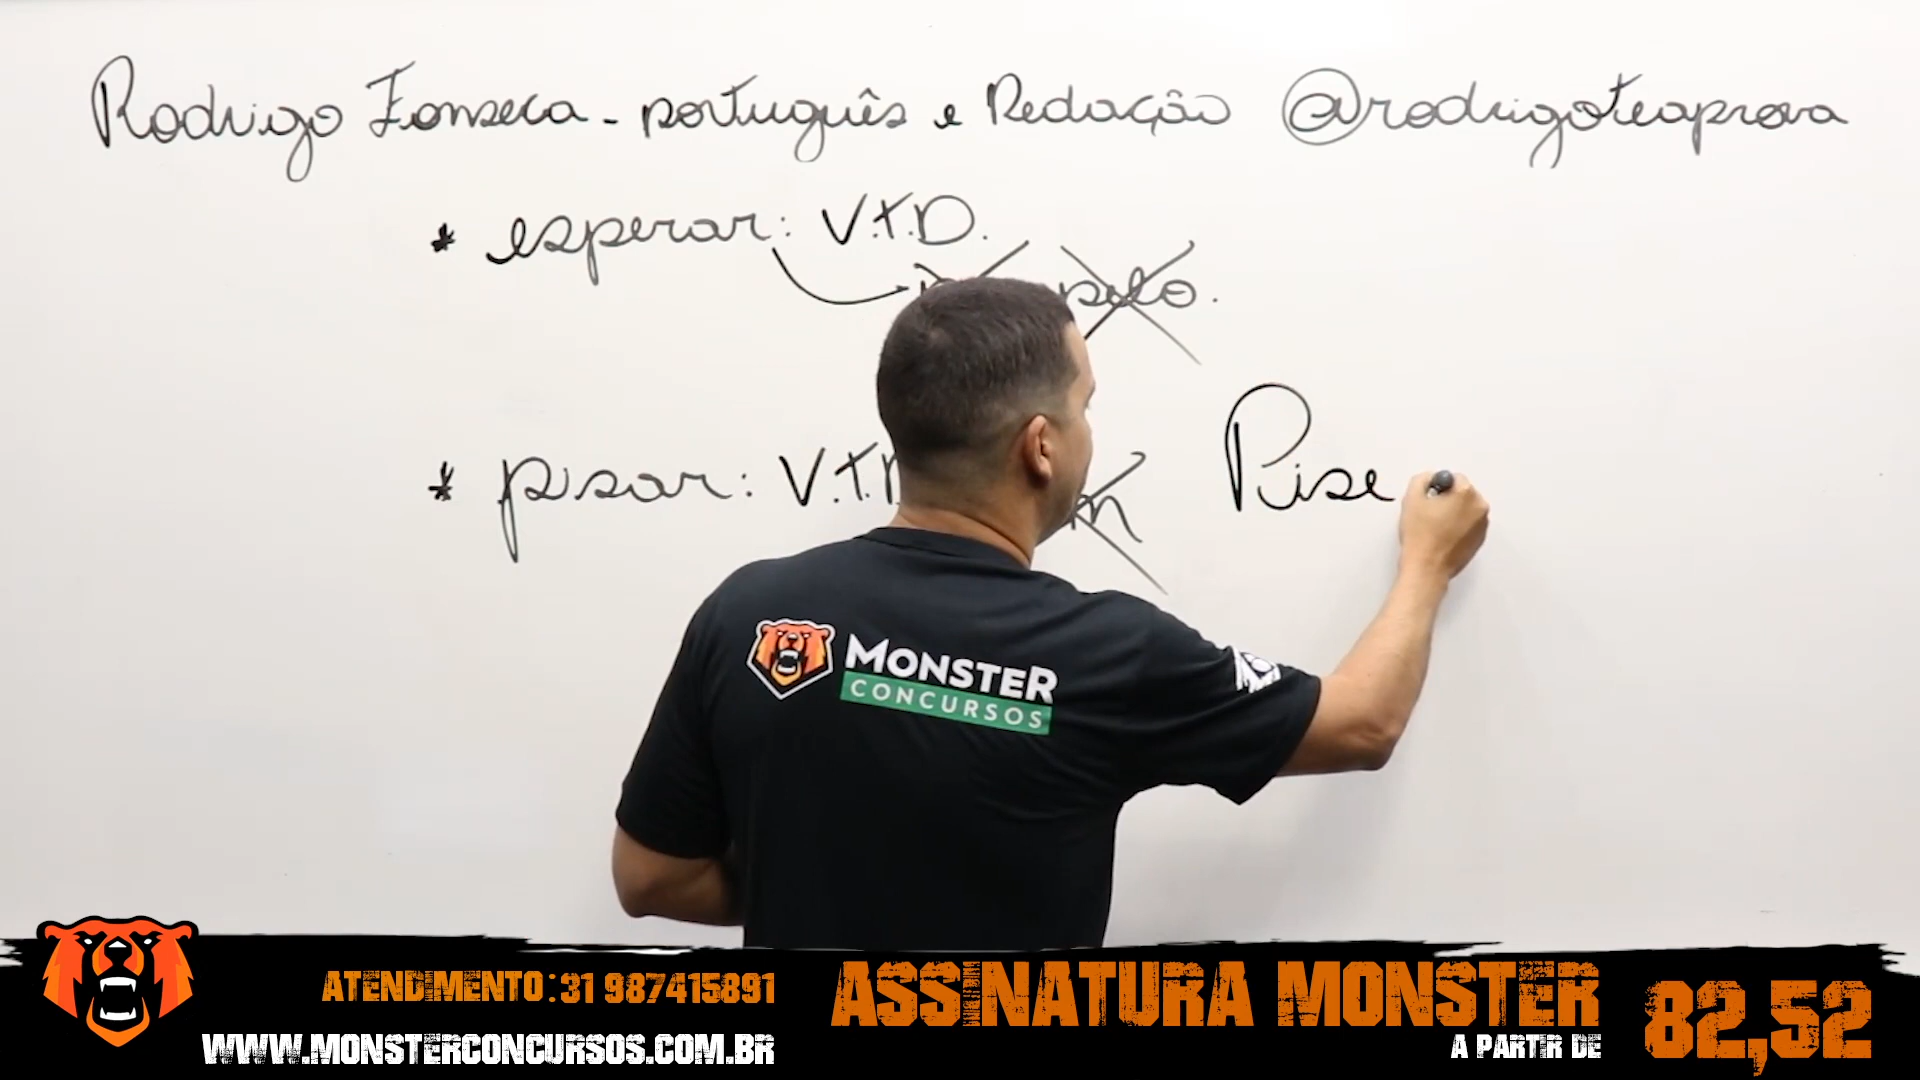 Rodrigo Fonseca - português e Redação @rodrigoteaprova
* esperar: V.T.D.
pelo.
* pisar: V.T.
Pise
MONSTER
CONCURSOS
ATENDIMENTO: 31 987415891
WWW.MONSTERCONCURSOS.COM.BR
ASSINATURA MONSTER
A PARTIR DE
82,52